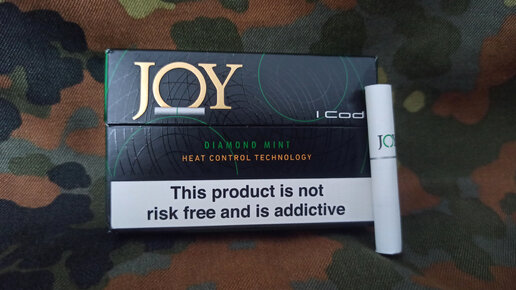 JOY
I Cod
DIAMOND MINT
HEAT CONTROL TECHNOLOGY
This product is not
risk free and is addictive
JOY